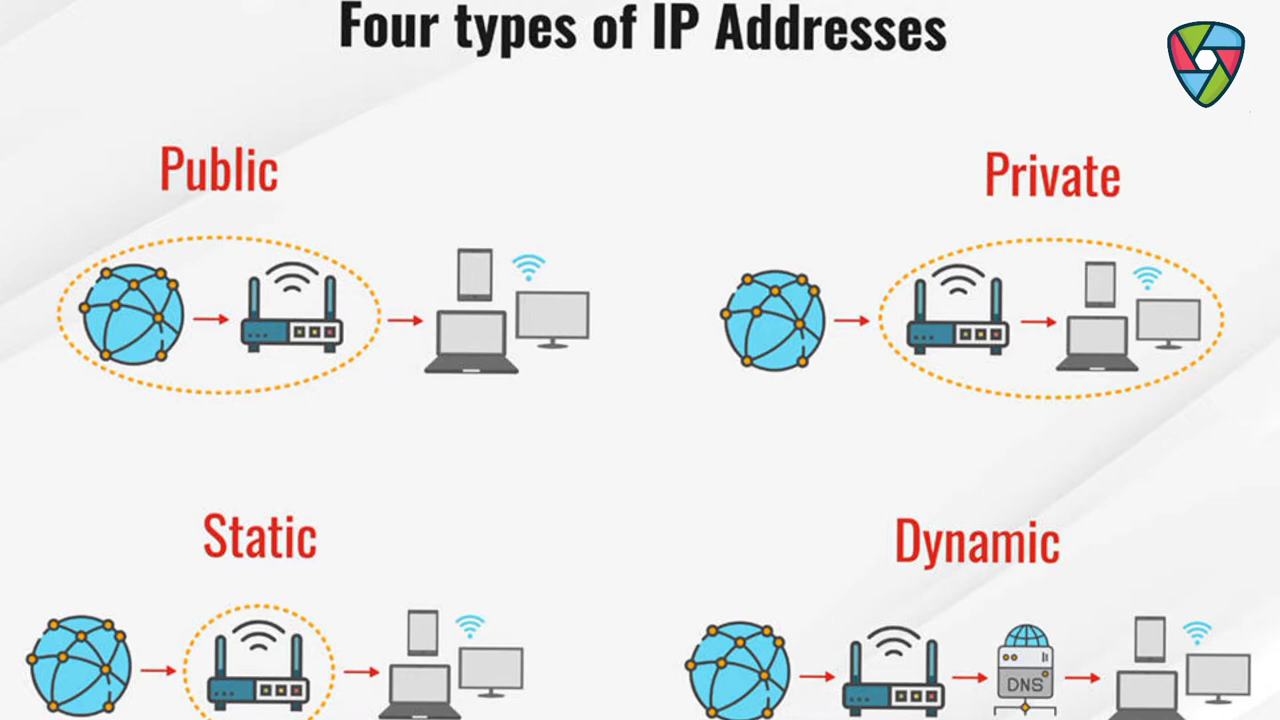 Four types of IP Addresses
Public
Private
Static
Dynamic
DNS